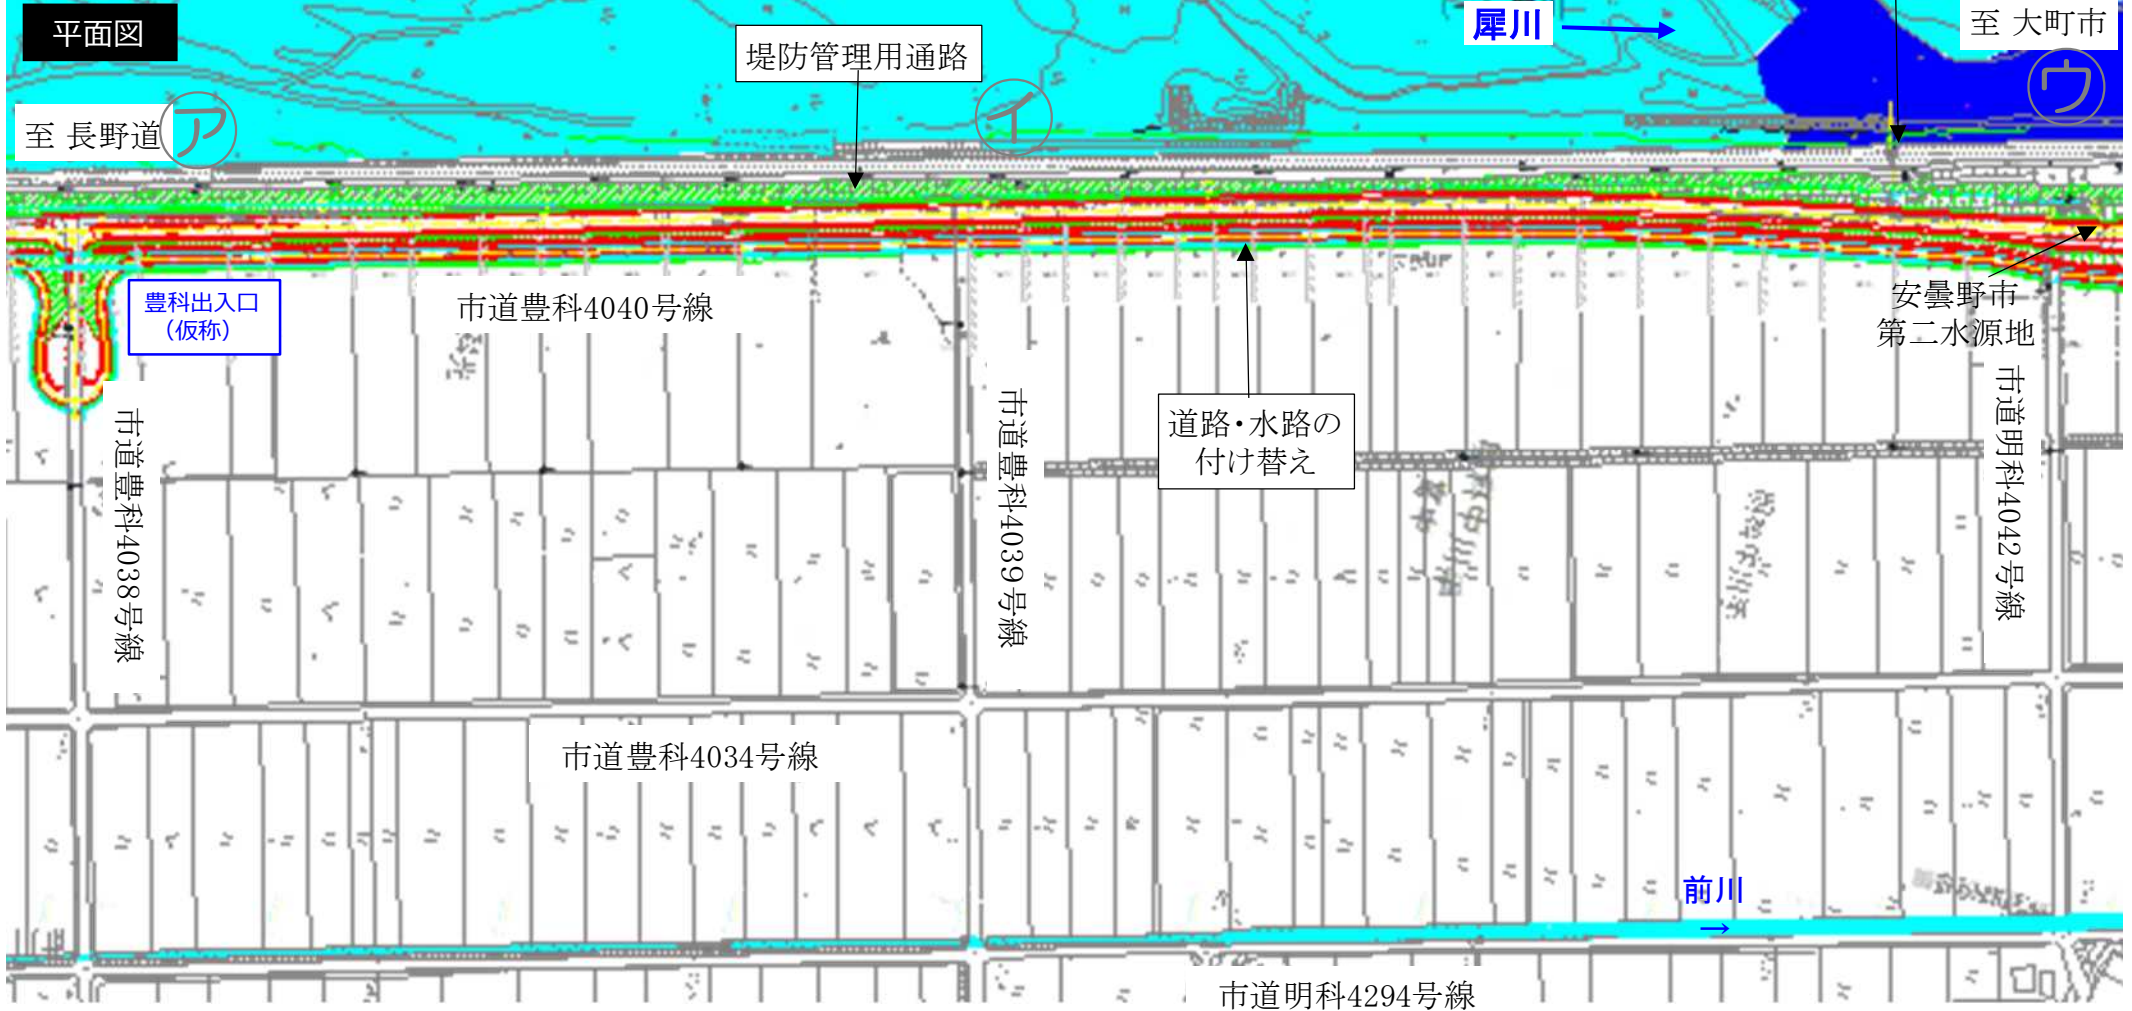 平面図
犀川
至 大町市
堤防管理用通路
至 長野道
ア
イ
ウ
豊科出入口
（仮称）
市道豊科4040号線
安曇野市
第二水源地
道路・水路の
付け替え
市道豊科4038号線
市道豊科4039号線
市道明科4042号線
市道豊科4034号線
前川
→
市道明科4294号線